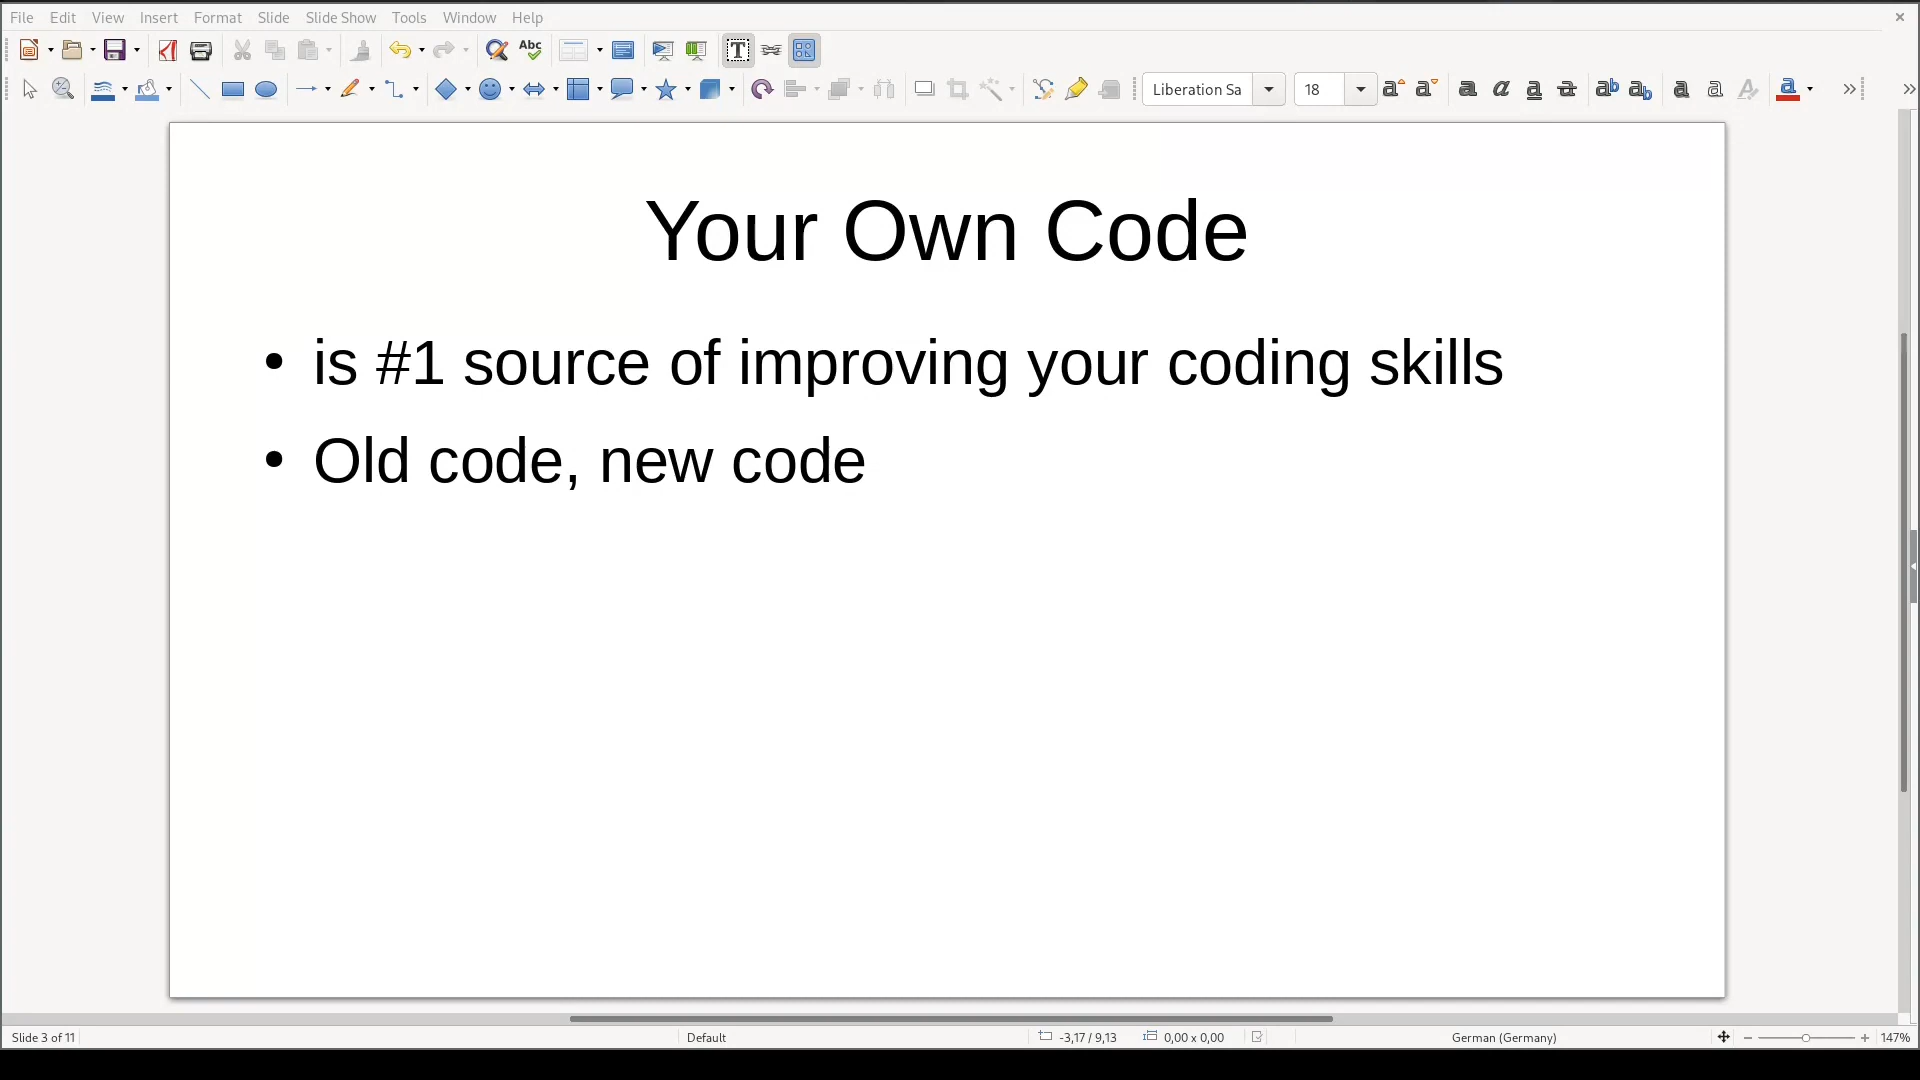 File Edit View Insert Format Slide Slide Show Tools Window Help
Abc
T
Liberation Sa 18
Your Own Code
• is #1 source of improving your coding skills
• Old code, new code
Slide 3 of 11 Default -3,17 / 9,13 0,00 x 0,00 German (Germany) 147%